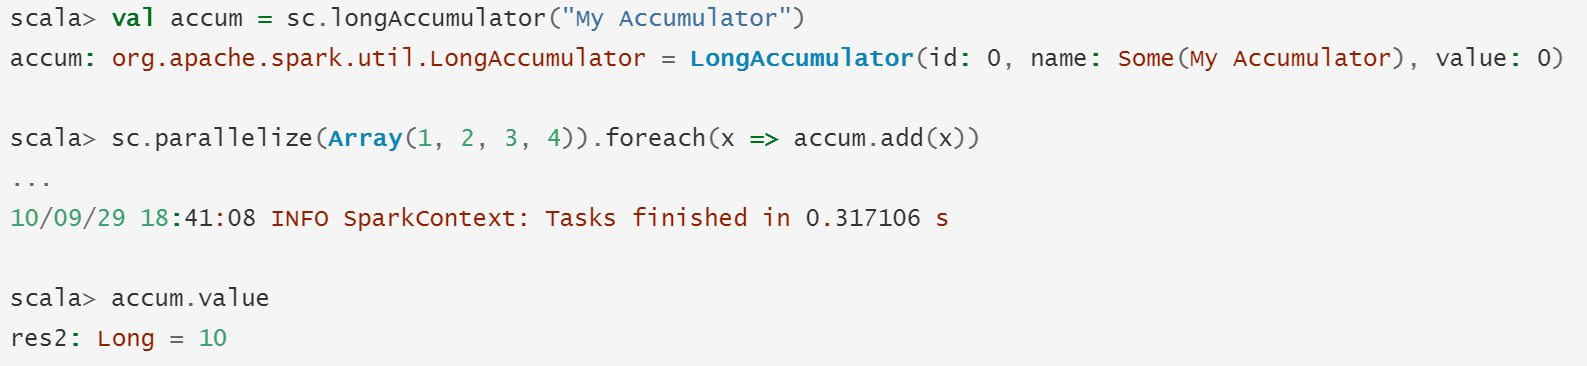 scala> val accum = sc.longAccumulator("My Accumulator")
accum: org.apache.spark.util.LongAccumulator = LongAccumulator(id: 0, name: Some(My Accumulator), value: 0)
scala> sc.parallelize(Array(1, 2, 3, 4)).foreach(x => accum.add(x))
...
10/09/29 18:41:08 INFO SparkContext: Tasks finished in 0.317106 s
scala> accum.value
res2: Long = 10